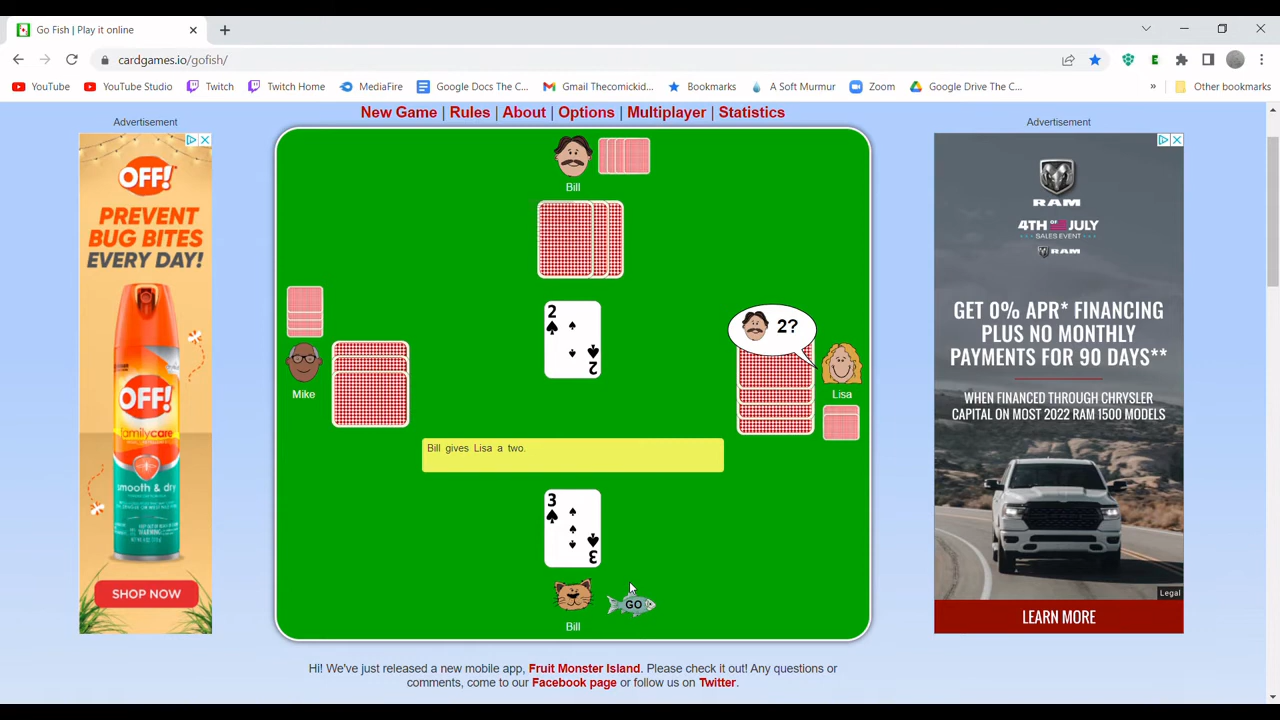 Go Fish | Play it online
cardgames.io/gofish/
YouTube
YouTube Studio
Twitch
Twitch Home
MediaFire
Google Docs The C...
Gmail Thecomickid...
Bookmarks
A Soft Murmur
Zoom
Google Drive The C...
»
Other bookmarks
New Game | Rules | About | Options | Multiplayer | Statistics
Advertisement
OFF!
PREVENT
BUG BITES
EVERY DAY!
OFF!
familycare
smooth & dry
SHOP NOW
Bill
2
2
2?
Mike
Lisa
Bill gives Lisa a two.
3
3
GO
Bill
Advertisement
RAM
4TH OF JULY
SALES EVENT
RAM
GET 0% APR* FINANCING
PLUS NO MONTHLY
PAYMENTS FOR 90 DAYS**
WHEN FINANCED THROUGH CHRYSLER
CAPITAL ON MOST 2022 RAM 1500 MODELS
Legal
LEARN MORE
Hi! We've just released a new mobile app, Fruit Monster Island. Please check it out! Any questions or
comments, come to our Facebook page or follow us on Twitter.